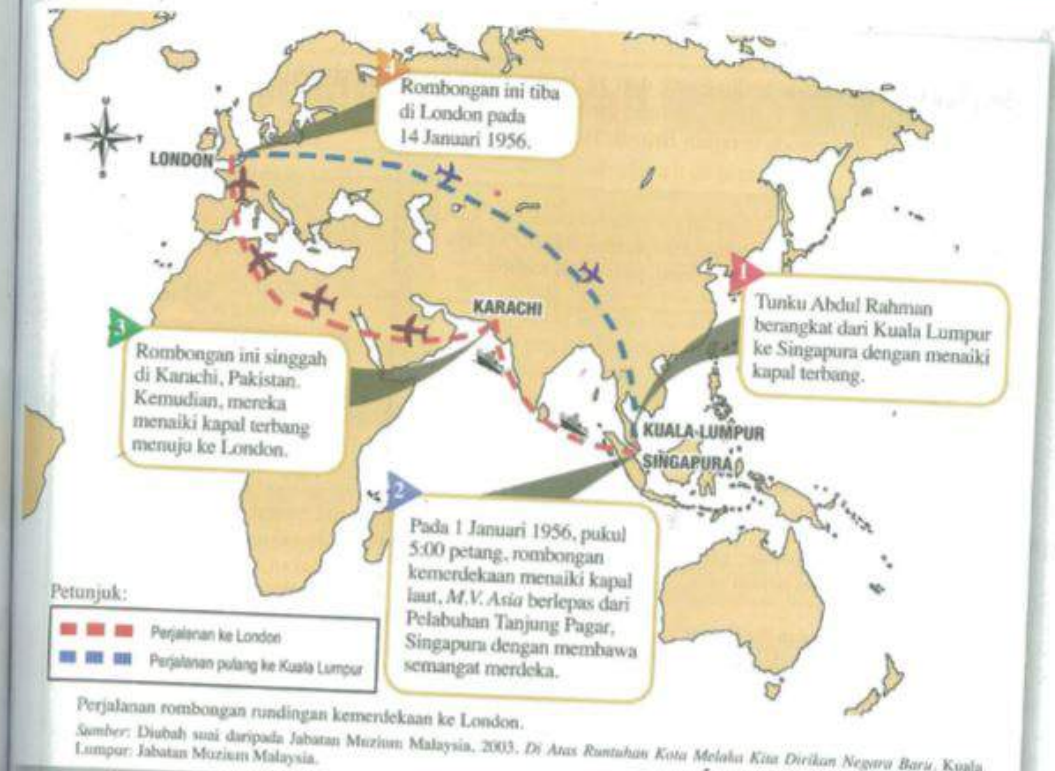 4
Rombongan ini tiba
di London pada
14 Januari 1956.
U
B
T
S
LONDON
1
Tunku Abdul Rahman
berangkat dari Kuala Lumpur
ke Singapura dengan menaiki
kapal terbang.
KARACHI
3
Rombongan ini singgah
di Karachi, Pakistan.
Kemudian, mereka
menaiki kapal terbang
menuju ke London.
KUALA LUMPUR
SINGAPURA
2
Pada 1 Januari 1956, pukul
5:00 petang, rombongan
kemerdekaan menaiki kapal
laut, M.V. Asia berlepas dari
Pelabuhan Tanjung Pagar,
Singapura dengan membawa
semangat merdeka.
Petunjuk:
Perjalanan ke London
Perjalanan pulang ke Kuala Lumpur
Perjalanan rombongan rundingan kemerdekaan ke London.
Sumber: Diubah suai daripada Jabatan Muzium Malaysia, 2003. Di Atas Runtuhan Kota Melaka Kita Dirikan Negara Baru. Kuala
Lumpur: Jabatan Muzium Malaysia.